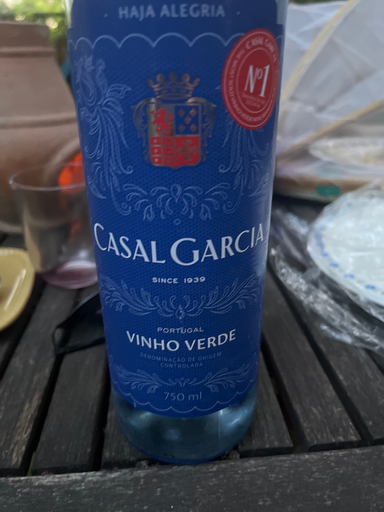 HAJA ALEGRIA
Nº1
CASAL GARCIA
SINCE 1939
PORTUGAL
VINHO VERDE
DENOMINAÇÃO DE ORIGEM
CONTROLADA
750 ml